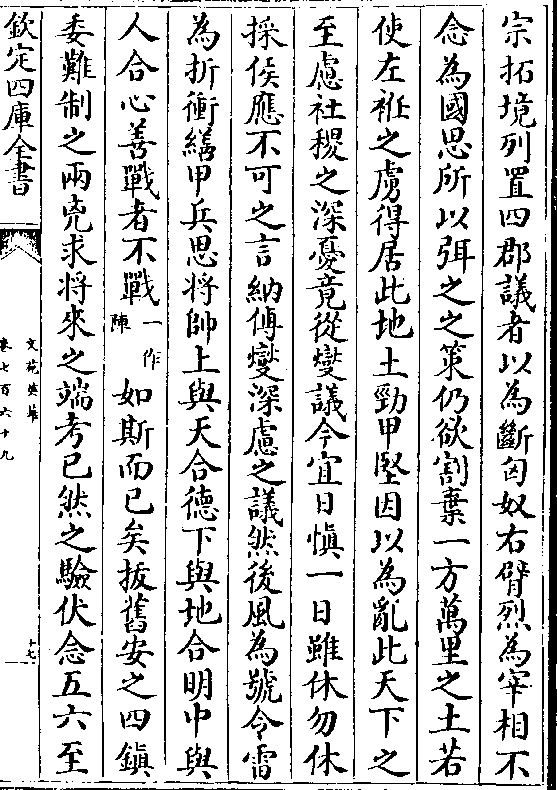 宗拓境列置四郡議者以為斷匈奴右臂烈為宰相不
念為國思所以弭之之策仍欲割棄一方萬里之土若
使左袵之虜得居此地土勁甲堅因以為亂此天下之
至慮社稷之深憂竟從燮議今宜日慎一日雖休勿休
採侯應不可之言納傅燮深慮之議然後風為號令雷
為折衝繕甲兵思將帥上與天合德下與地合明中與
人合心善戰者不戰一作陣如斯而已矣拔舊安之四鎮
委難制之兩兇求將來之端考已然之驗伏念五六至
欽定四庫全書
文苑英華
卷七百六十九
十七